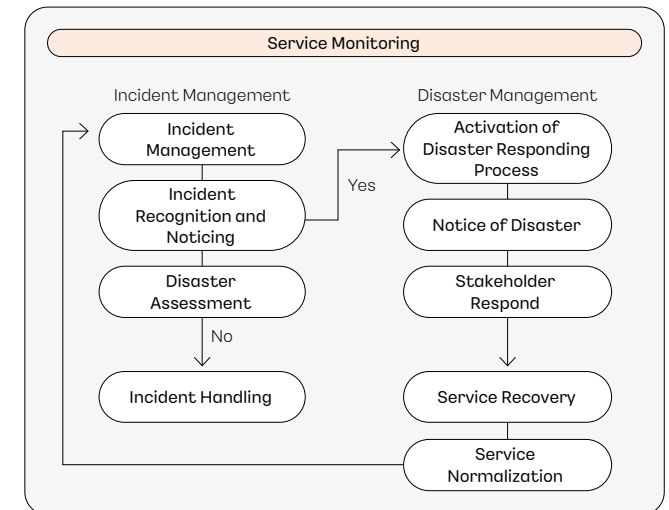 Service Monitoring
Incident Management
Incident
Management
Incident
Recognition and
Noticing
Disaster
Assessment
No
Incident Handling
Yes
Disaster Management
Activation of
Disaster Responding
Process
Notice of Disaster
Stakeholder
Respond
Service Recovery
Service
Normalization